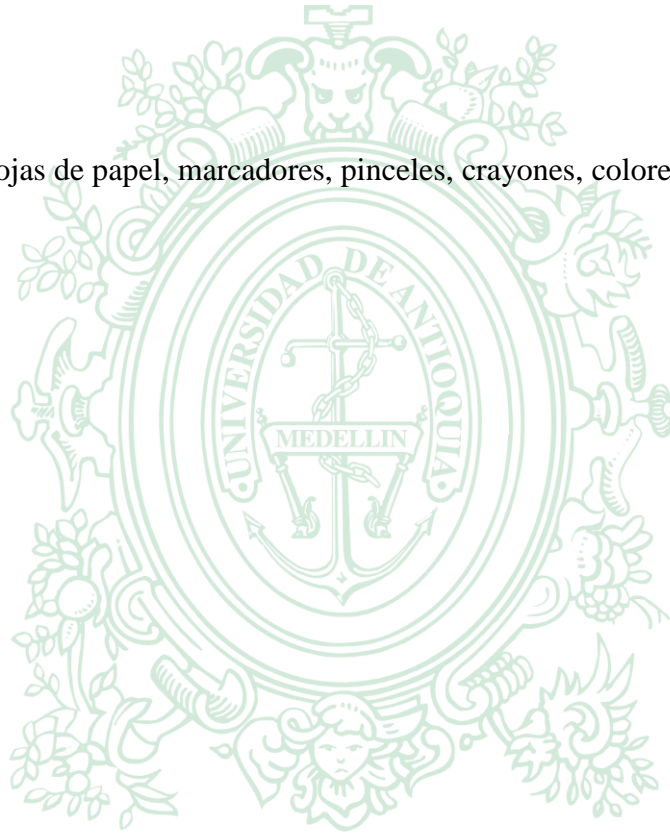 ojas de papel, marcadores, pinceles, crayones, colore
UNIVERSIDAD DE ANTIOQUIA
MEDELLIN